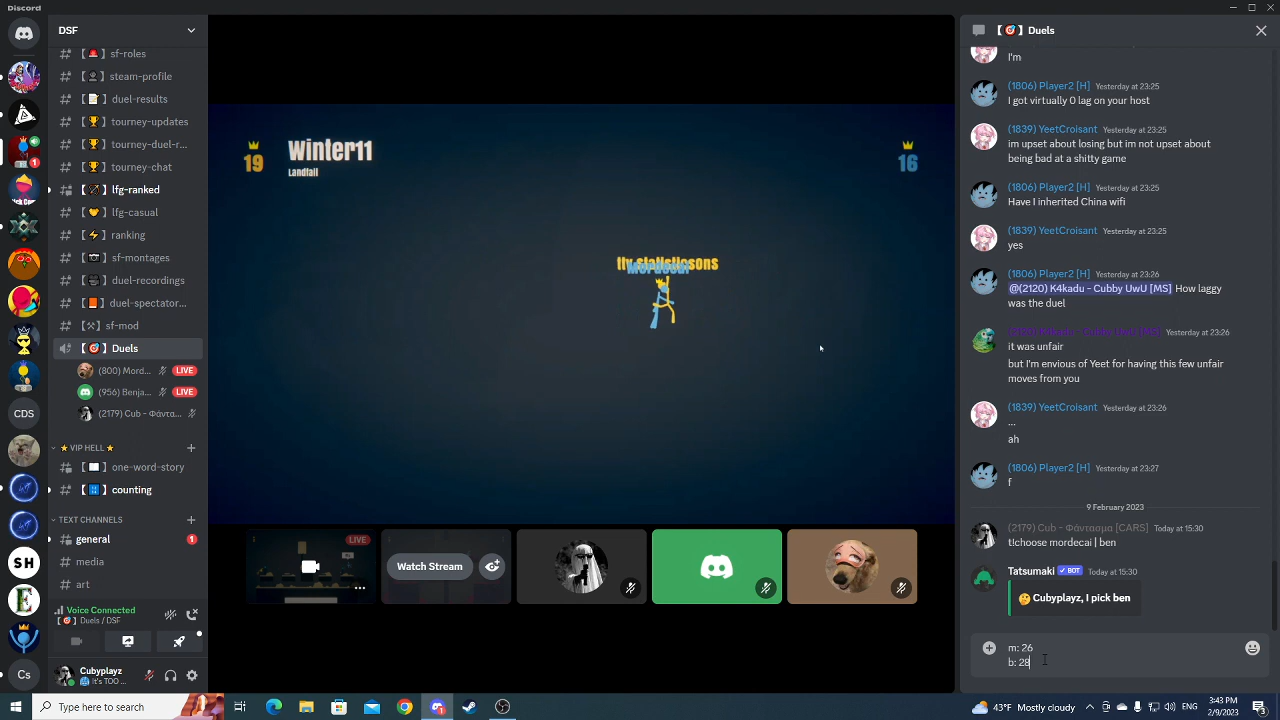 Discord
DSF
sf-roles
steam-profile
duel-results
tourney-updates
tourney-duel-r...
tourney-chat
lfg-ranked
lfg-casual
ranking
sf-montages
duel-recordings
duel-spectator...
sf-mod
Duels
(800) Mord... LIVE
(956) Benja... LIVE
(2179) Cub - Φάντα...
VIP HELL
one-word-story
counting
TEXT CHANNELS
general 1
media
art
CDS
SH
Cs
Voice Connected
Duels / DSF
Cubyplayz
19
Winter11
Landfall
16
LIVE
Watch Stream
Duels
I'm
(1806) Player2 [H] Yesterday at 23:25
I got virtually 0 lag on your host
(1839) YeetCroisant Yesterday at 23:25
im upset about losing but im not upset about
being bad at a shitty game
(1806) Player2 [H] Yesterday at 23:25
Have I inherited China wifi
(1839) YeetCroisant Yesterday at 23:25
yes
(1806) Player2 [H] Yesterday at 23:26
@(2120) K4kadu - Cubby UwU [MS] How laggy
was the duel
Yesterday at 23:26
it was unfair
but I'm envious of Yeet for having this few unfair
moves from you
(1839) YeetCroisant Yesterday at 23:26
...
ah
(1806) Player2 [H] Yesterday at 23:27
f
9 February 2023
(2179) Cub - Φάντασμα [CARS] Today at 15:30
t!choose mordecai | ben
Tatsumaki BOT Today at 15:30
🤔 Cubyplayz, I pick ben
m: 26
b: 28
Type here to search
43°F Mostly cloudy
3:43 PM
2/9/2023